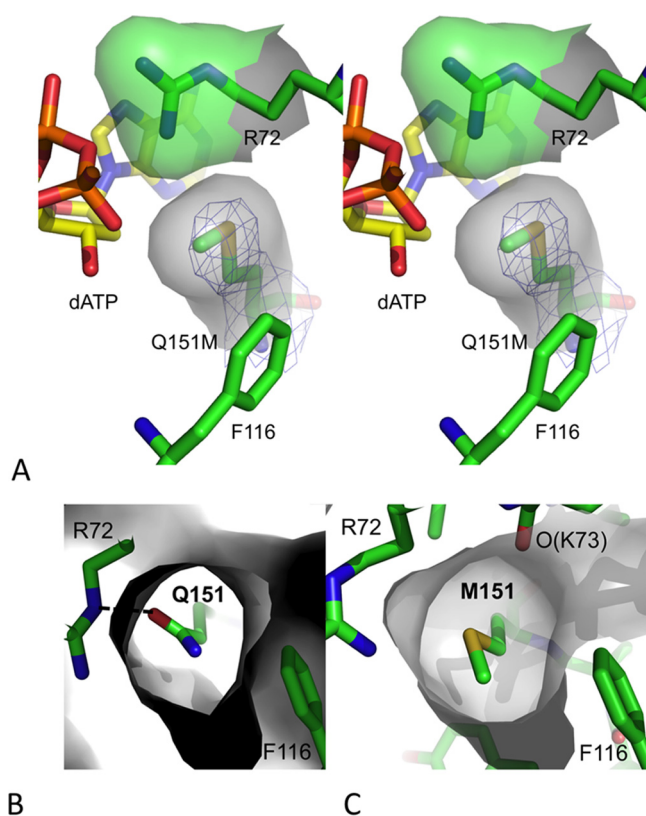 R72
R72
dATP
dATP
Q151M
Q151M
F116
F116
A
R72
Q151
F116
B
R72
O(K73)
M151
F116
C